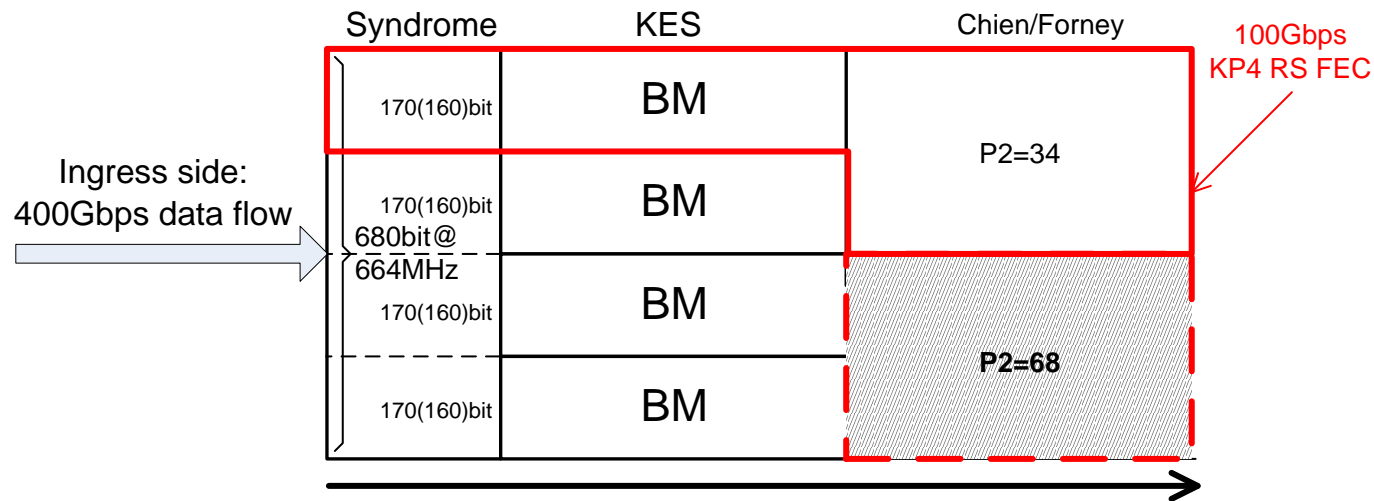 Syndrome
KES
Chien/Forney
100Gbps
KP4 RS FEC
170(160)bit
BM
P2=34
Ingress side:
400Gbps data flow
170(160)bit
BM
680bit@
664MHz
170(160)bit
BM
P2=68
170(160)bit
BM